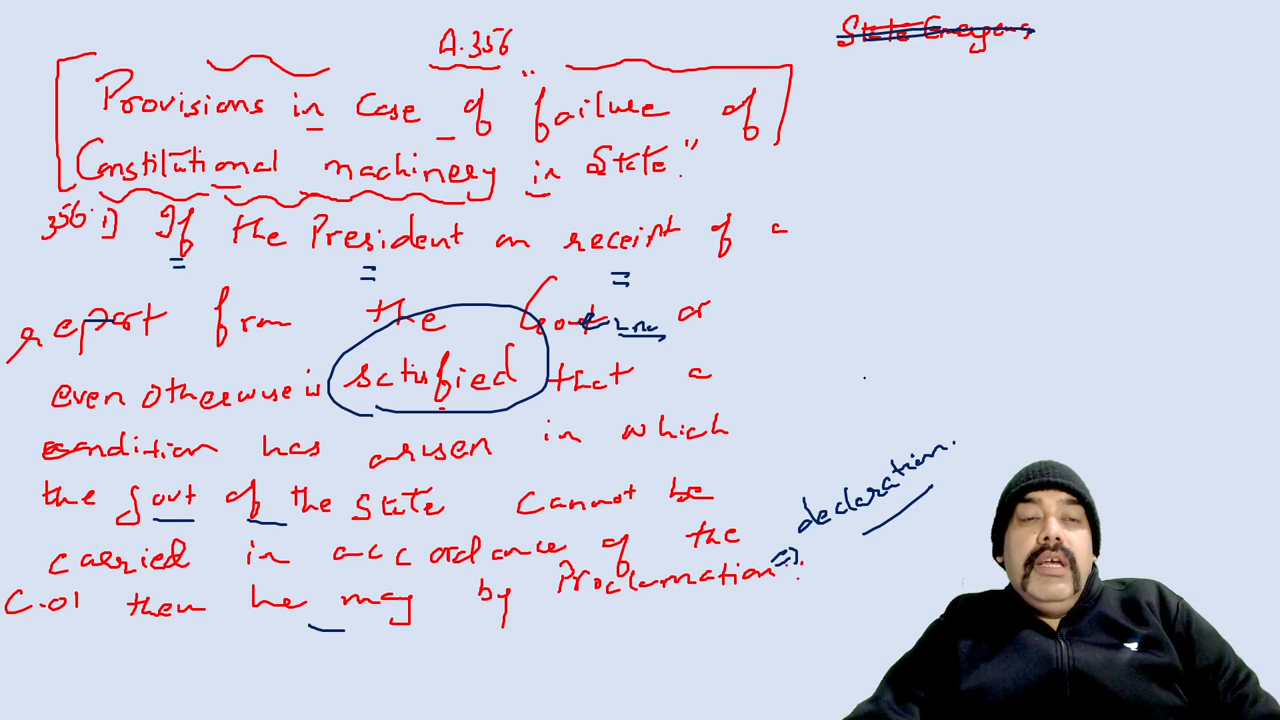 A.356
State Emergency
Provisions in Case of "failure of
Constitutional machinery in State."
356.1) If the President on receipt of a
report from the Governor or
even otherwise is satisfied that a
condition has arisen in which
the govt of the State cannot be
carried in accordance of the
C.OI then he may by Proclamation => :
declaration.